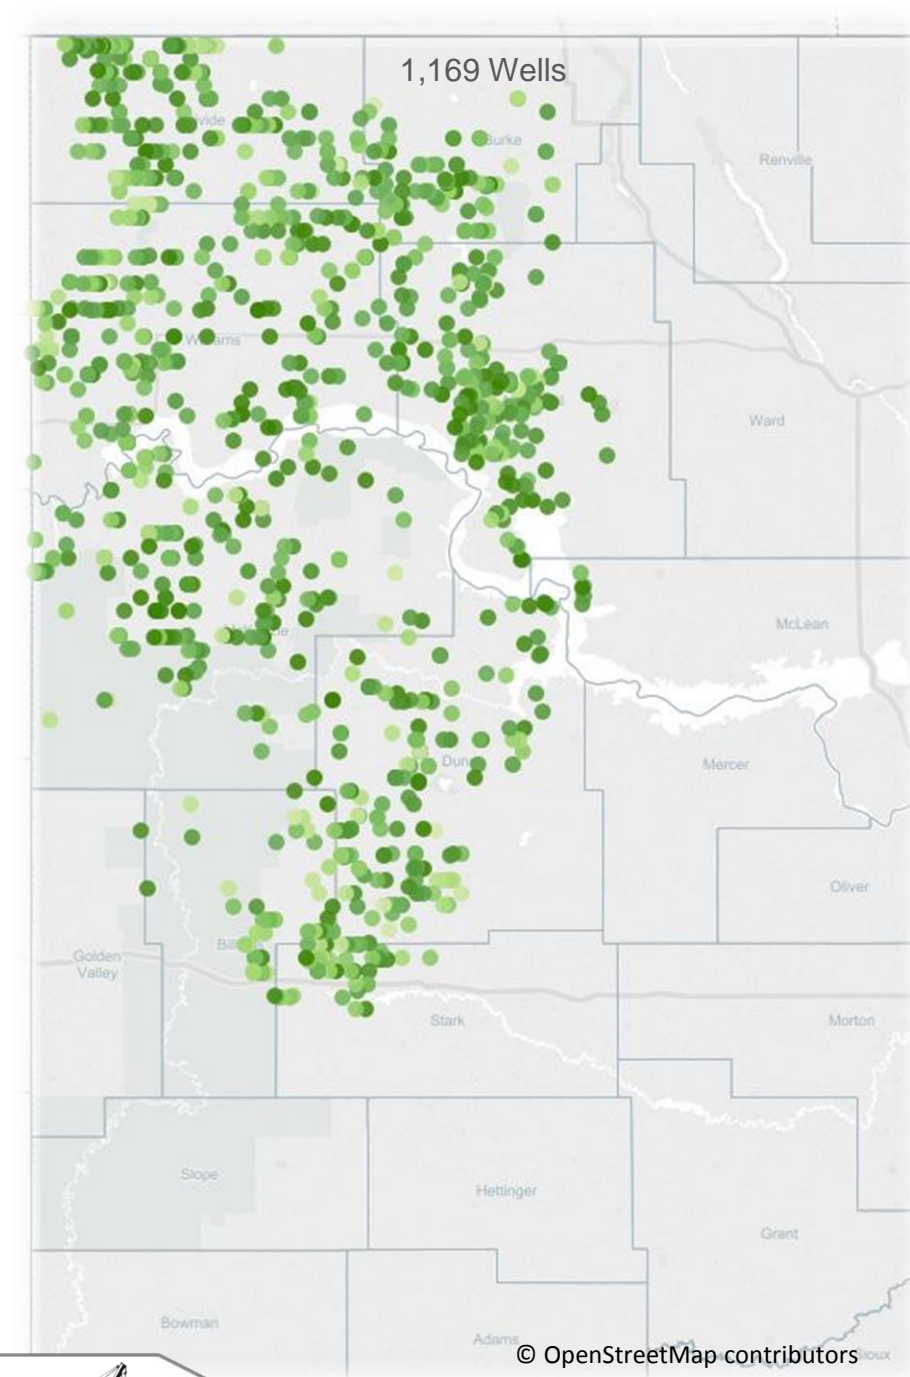 1,169 Wells
Burke
Renville
Williams
Ward
McLean
Mercer
Oliver
Golden
Valley
Stark
Morton
Slope
Hettinger
Grant
Bowman
Adams
© OpenStreetMap contributors
Sioux